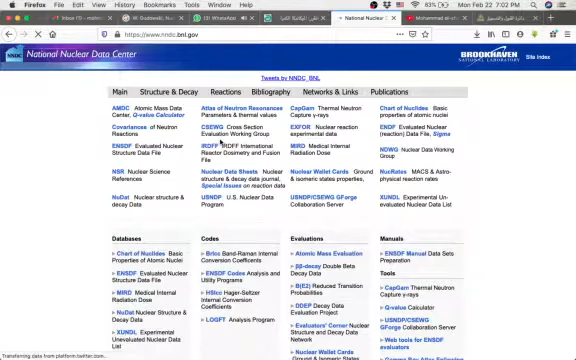 Firefox File Edit View History Bookmarks Tools Window Help 83% Mon Feb 22 7:02 PM
W. Guddwski,
(51) WhatsApp
National Nuclear D
https://www.nndc.bnl.gov
NNDC
National Nuclear Data Center
BROOKHAVEN
NATIONAL LABORATORY
Site Index
Tweets by NNDC_BNL
Main Structure & Decay Reactions Bibliography Networks & Links Publications
AMDC Atomic Mass Data
Center, Q-value Calculator
Covariances of Neutron
Reactions
ENSDF Evaluated Nuclear
Structure Data File
NSR Nuclear Science
References
NuDat Nuclear structure &
decay Data
Atlas of Neutron Resonances
Parameters & thermal values
CSEWG Cross Section
Evaluation Working Group
IRDFF IRDFF International
Reactor Dosimetry and Fusion
File
Nuclear Data Sheets Nuclear
structure & decay data journal,
Special Issues on reaction data
USNDP U.S. Nuclear Data
Program
CapGam Thermal Neutron
Capture γ-rays
EXFOR Nuclear reaction
experimental data
MIRD Medical Internal
Radiation Dose
Nuclear Wallet Cards Ground
& isomeric states properties,
USNDP/CSEWG GForge
Collaboration Server
Chart of Nuclides Basic
properties of atomic nuclei
ENDF Evaluated Nuclear
(reaction) Data File, Sigma
NDWG Nuclear Data Working
Group
NucRates MACS & Astro-
physical reaction rates
XUNDL Experimental Un-
evaluated Nuclear Data List
Databases
Chart of Nuclides Basic
Properties of Atomic Nuclei
ENSDF Evaluated Nuclear
Structure Data File
MIRD Medical Internal
Radiation Dose
NuDat Nuclear Structure &
Decay Data
XUNDL Experimental
Unevaluated Nuclear Data
List
Codes
BrIcc Band-Raman Internal
Conversion Coefficients
ENSDF Codes Analysis and
Utility Programs
HSIcc Hager-Seltzer
Internal Conversion
Coefficients
LOGFT Analysis Program
Evaluations
Atomic Mass Evaluation
ββ-decay Double Beta
Decay Data
B(E2) Reduced Transition
Probabilities
DDEP Decay Data
Evaluation Project
Evaluators' Corner Nuclear
Structure and Decay Data
Network
Nuclear Wallet Cards
Ground & Isomeric States
Manuals
ENSDF Manual Data Sets
Preparation
Tools
CapGam Thermal Neutron
Capture γ-rays
Q-value Calculator
USNDP/CSEWG
GForge Collaboration Server
Web tools for ENSDF
evaluators
Transferring data from platform.twitter.com...